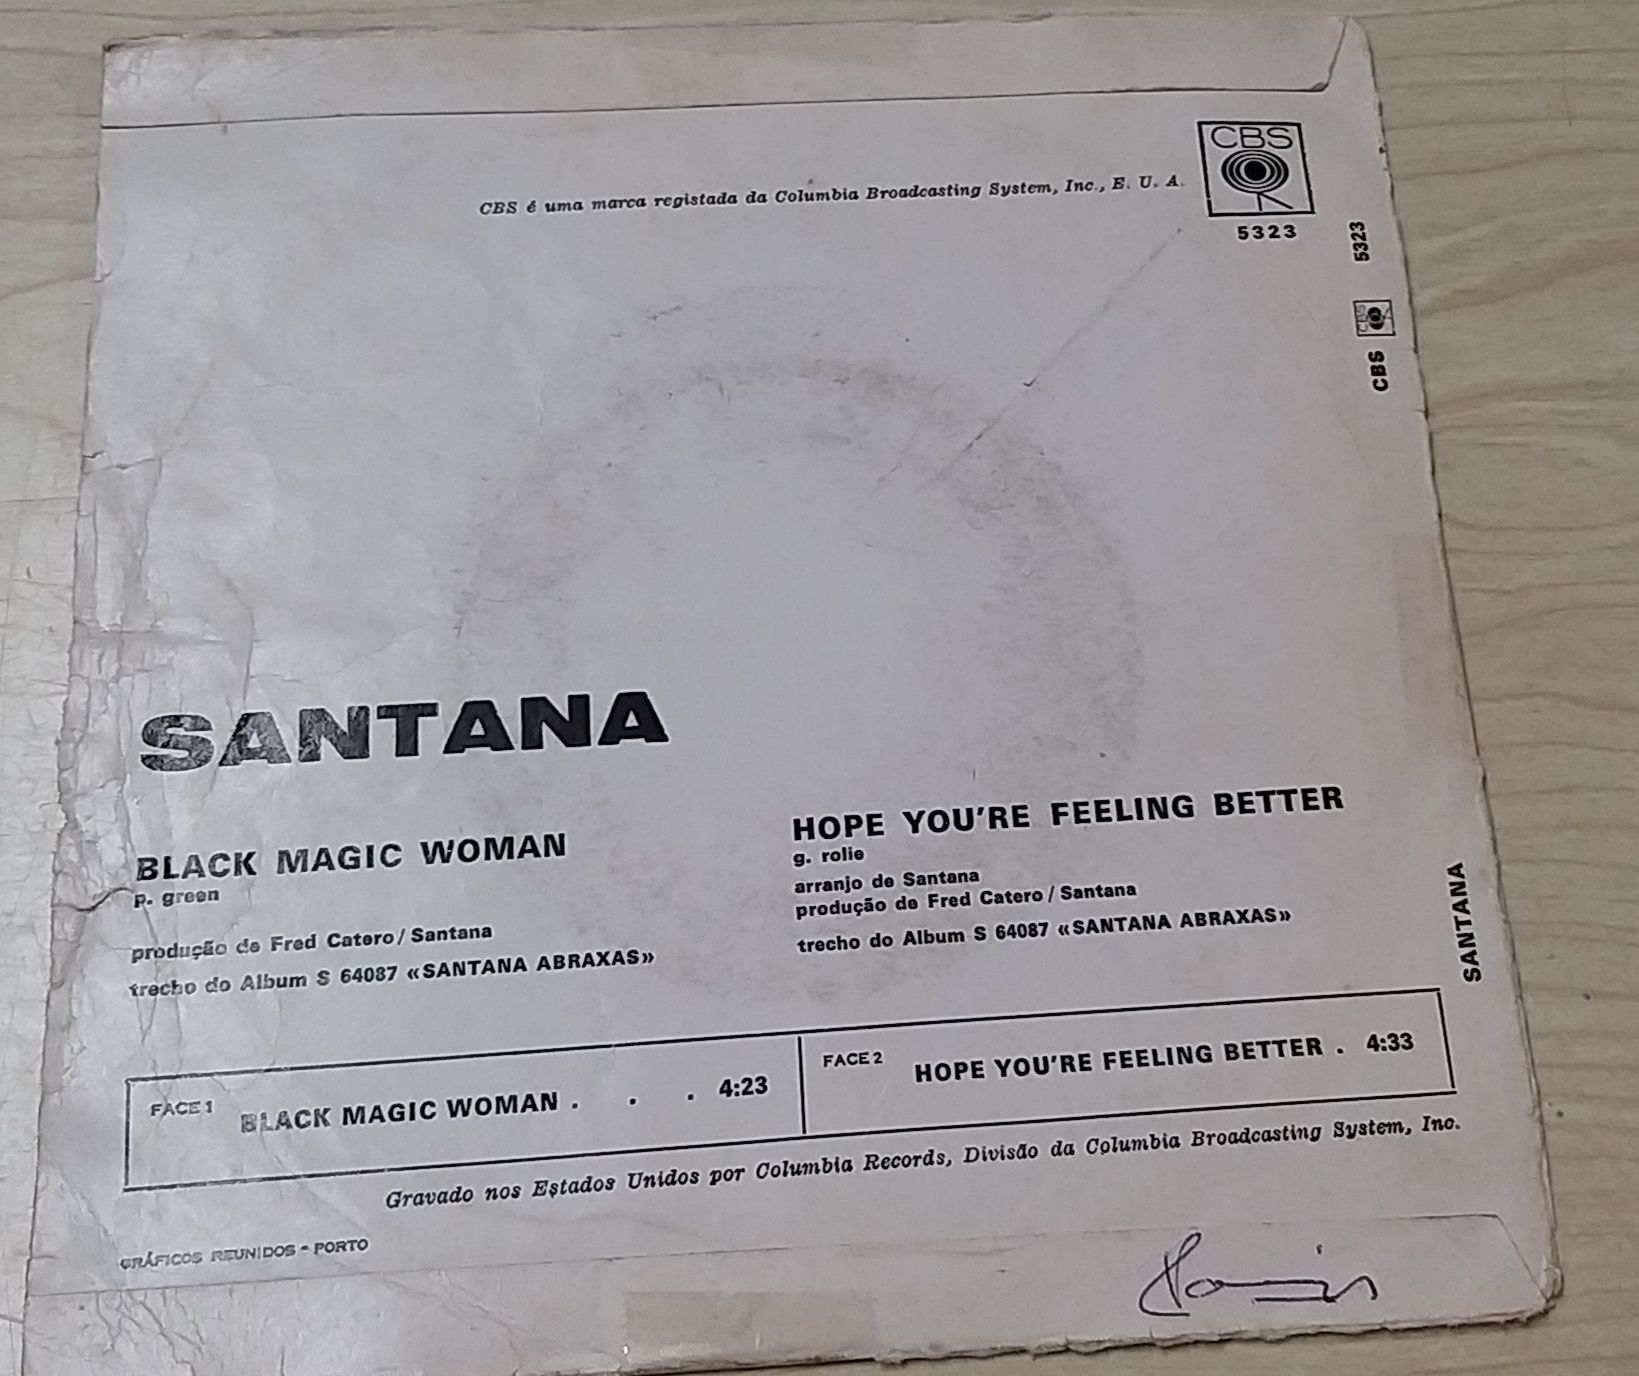 CBS
CBS é uma marca registada da Columbia Broadcasting System, Inc., E. U. A.
5323
5323
CBS
CBS
SANTANA
BLACK MAGIC WOMAN
p. green
produção de Fred Catero / Santana
trecho do Album S 64087 «SANTANA ABRAXAS»
HOPE YOU'RE FEELING BETTER
g. rolie
arranjo de Santana
produção de Fred Catero / Santana
trecho do Album S 64087 «SANTANA ABRAXAS»
SANTANA
FACE 1 BLACK MAGIC WOMAN . . . 4:23
FACE 2 HOPE YOU'RE FEELING BETTER . 4:33
Gravado nos Estados Unidos por Columbia Records, Divisão da Columbia Broadcasting System, Inc.
GRÁFICOS REUNIDOS - PORTO